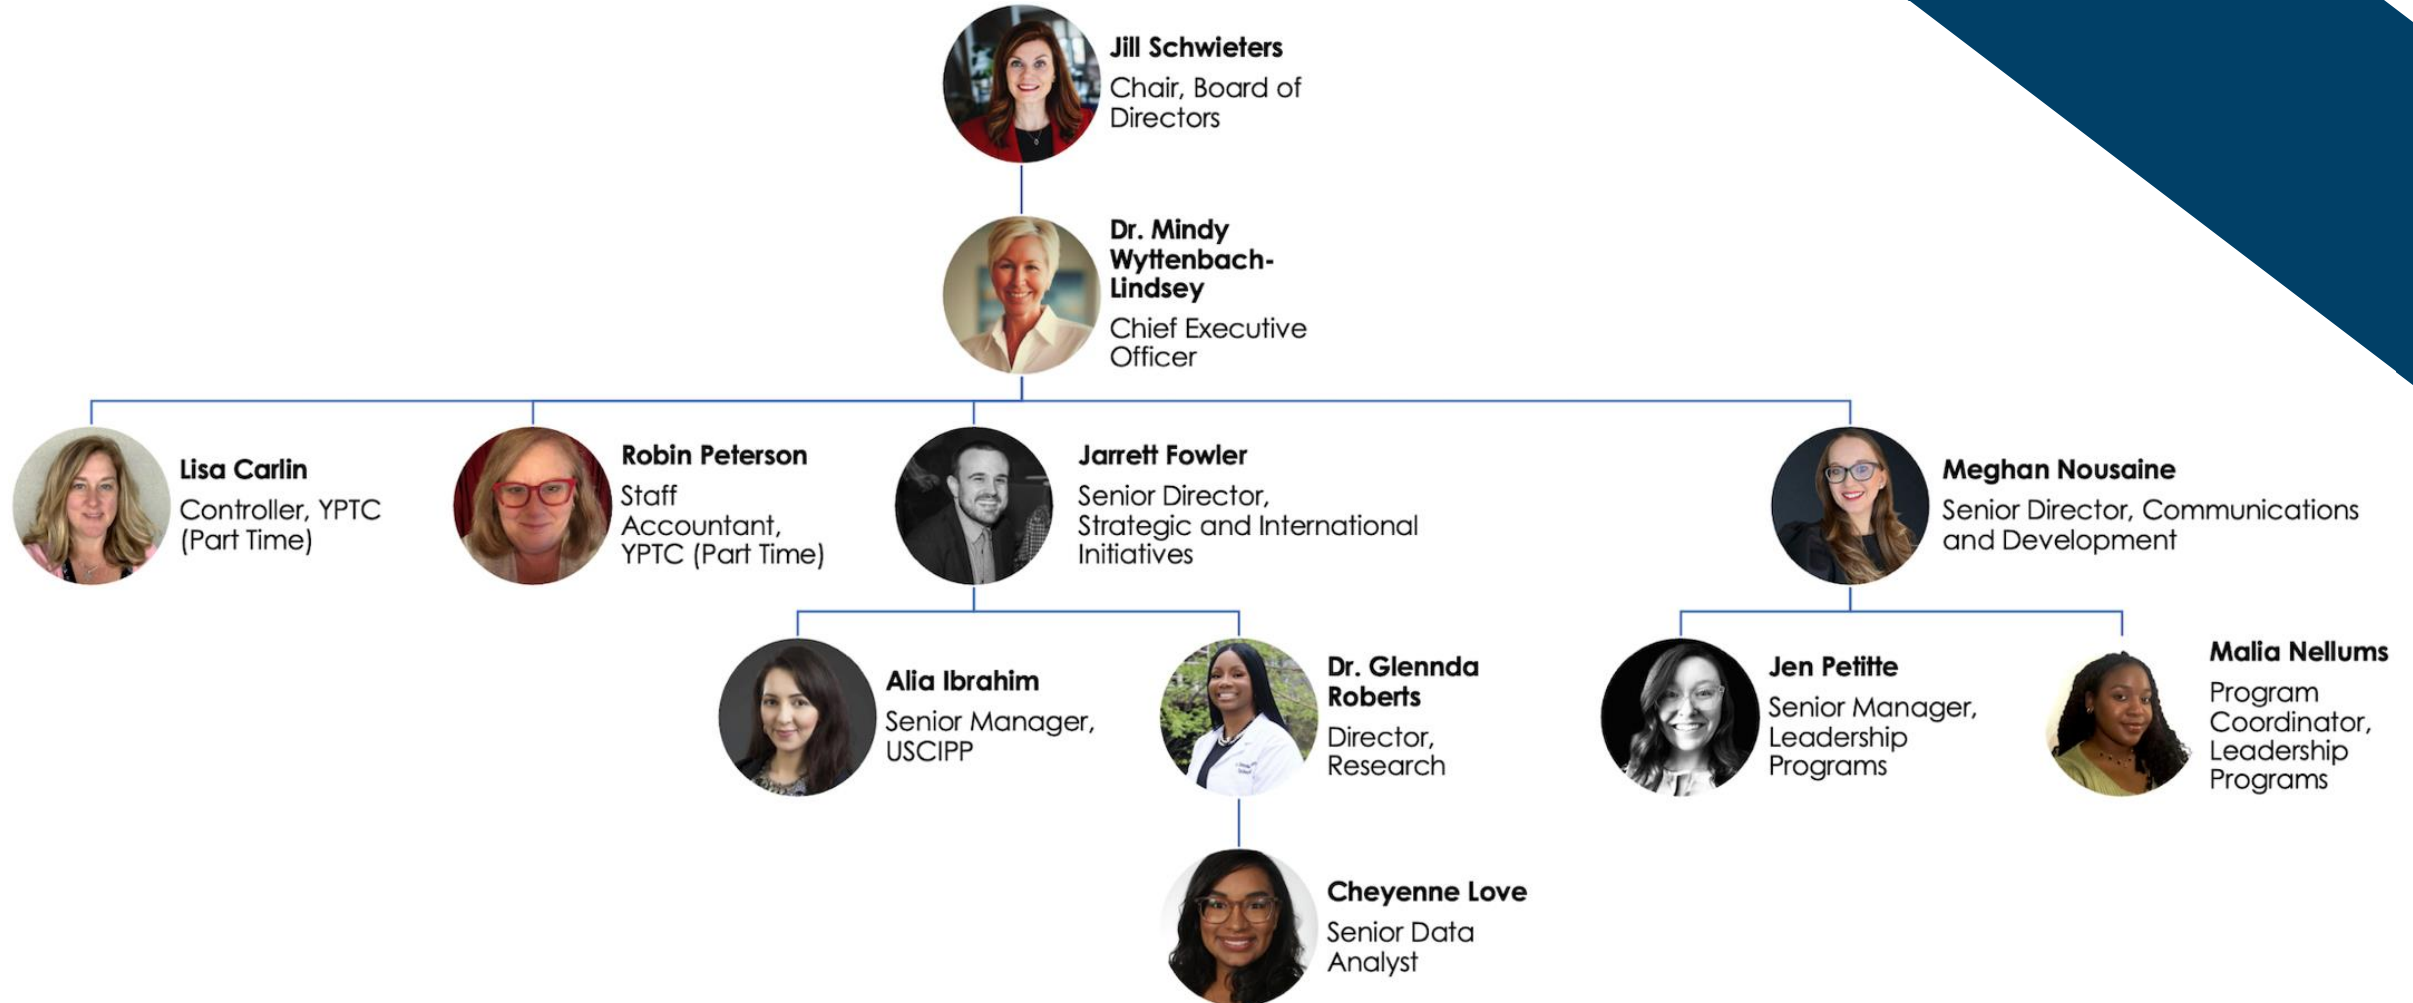 Jill Schwieters
Chair, Board of
Directors
Dr. Mindy
Wyttenbach-
Lindsey
Chief Executive
Officer
Lisa Carlin
Controller, YPTC
(Part Time)
Robin Peterson
Staff
Accountant,
YPTC (Part Time)
Jarrett Fowler
Senior Director,
Strategic and International
Initiatives
Meghan Nousaine
Senior Director, Communications
and Development
Alia Ibrahim
Senior Manager,
USCIPP
Dr. Glennda
Roberts
Director,
Research
Jen Petitte
Senior Manager,
Leadership
Programs
Malia Nellums
Program
Coordinator,
Leadership
Programs
Cheyenne Love
Senior Data
Analyst